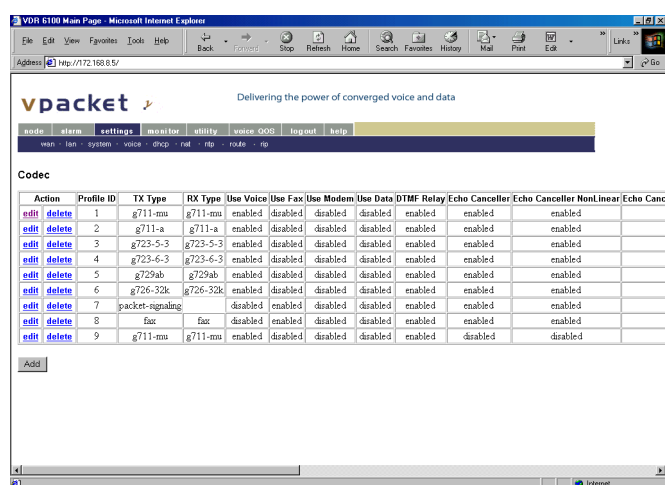 VDR 6100 Main Page - Microsoft Internet Explorer
File Edit View Favorites Tools Help
Back Forward Stop Refresh Home Search Favorites History Mail Print Edit Links
Address http://172.168.8.5/ Go
vpacket
Delivering the power of converged voice and data
node alarm settings monitor utility voice QOS logout help
wan - lan - system - voice - dhcp - nat - ntp - route - rip
Codec
Action Profile ID TX Type RX Type Use Voice Use Fax Use Modem Use Data DTMF Relay Echo Canceller Echo Canceller NonLinear Echo Canc
edit delete 1 g711-mu g711-mu enabled disabled disabled disabled enabled enabled enabled
edit delete 2 g711-a g711-a enabled disabled disabled disabled enabled enabled enabled
edit delete 3 g723-5-3 g723-5-3 enabled disabled disabled disabled enabled enabled enabled
edit delete 4 g723-6-3 g723-6-3 enabled disabled disabled disabled enabled enabled enabled
edit delete 5 g729ab g729ab enabled disabled disabled disabled enabled enabled enabled
edit delete 6 g726-32k g726-32k enabled disabled disabled disabled enabled enabled enabled
edit delete 7 packet-signaling disabled enabled disabled disabled enabled enabled enabled
edit delete 8 fax fax disabled enabled disabled disabled enabled enabled enabled
edit delete 9 g711-mu g711-mu enabled disabled disabled disabled enabled disabled disabled
Add
Internet